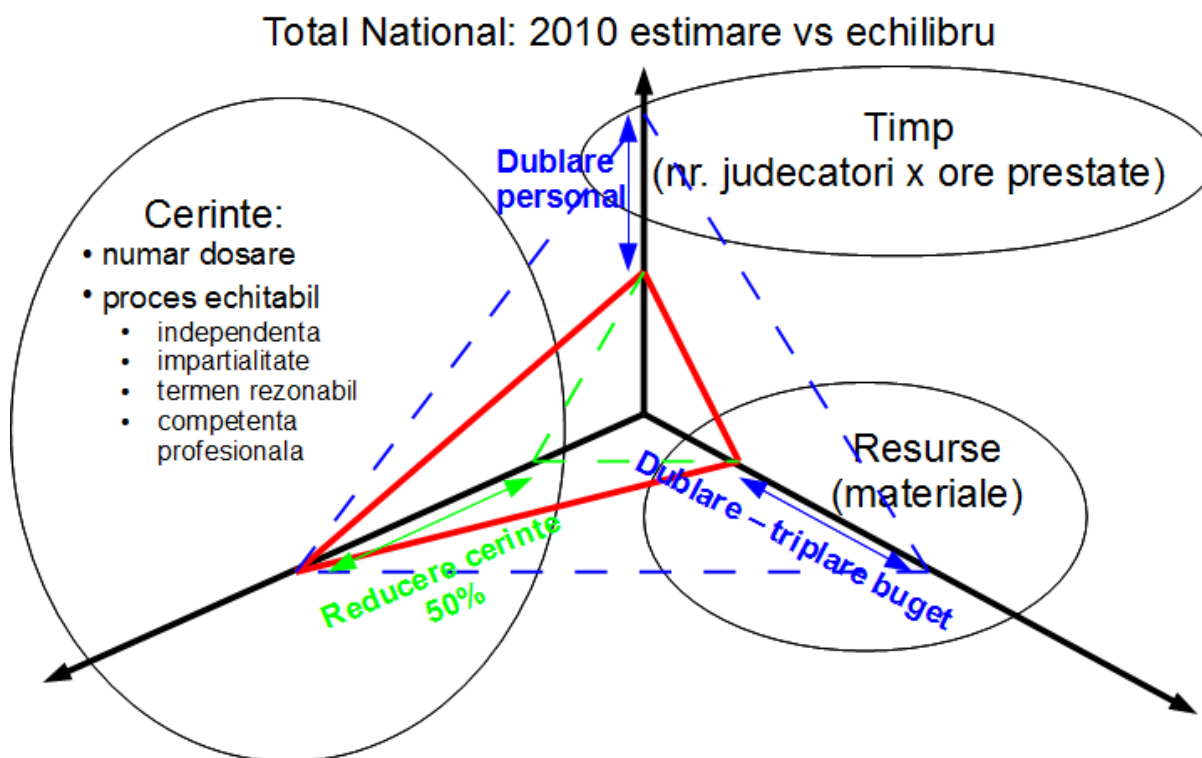 Total National: 2010 estimare vs echilibru
Timp
(nr. judecatori x ore prestate)
Dublare
personal
Cerinte:
• numar dosare
• proces echitabil
• independenta
• impartialitate
• termen rezonabil
• competenta
profesionala
Resurse
(materiale)
Dublare – triplare buget
Reducere cerinte
50%